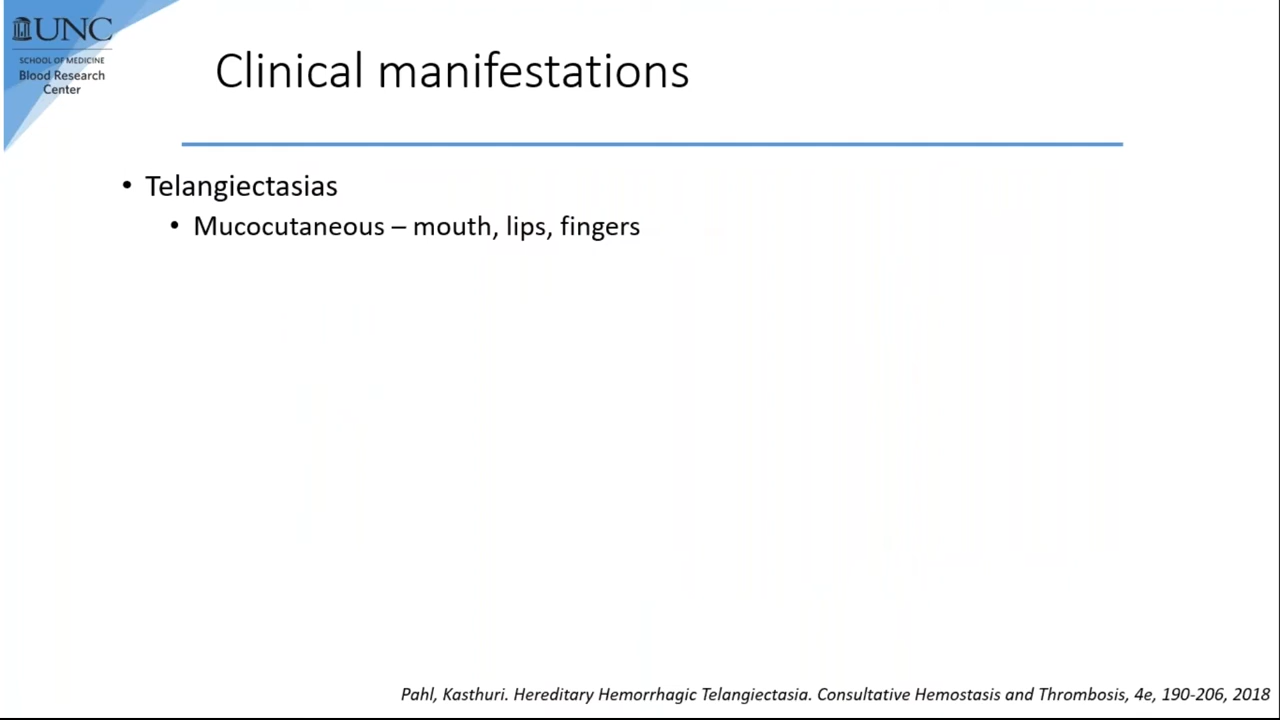 UNC
SCHOOL OF MEDICINE
Blood Research
Center
Clinical manifestations
• Telangiectasias
• Mucocutaneous – mouth, lips, fingers
Pahl, Kasthuri. Hereditary Hemorrhagic Telangiectasia. Consultative Hemostasis and Thrombosis, 4e, 190-206, 2018